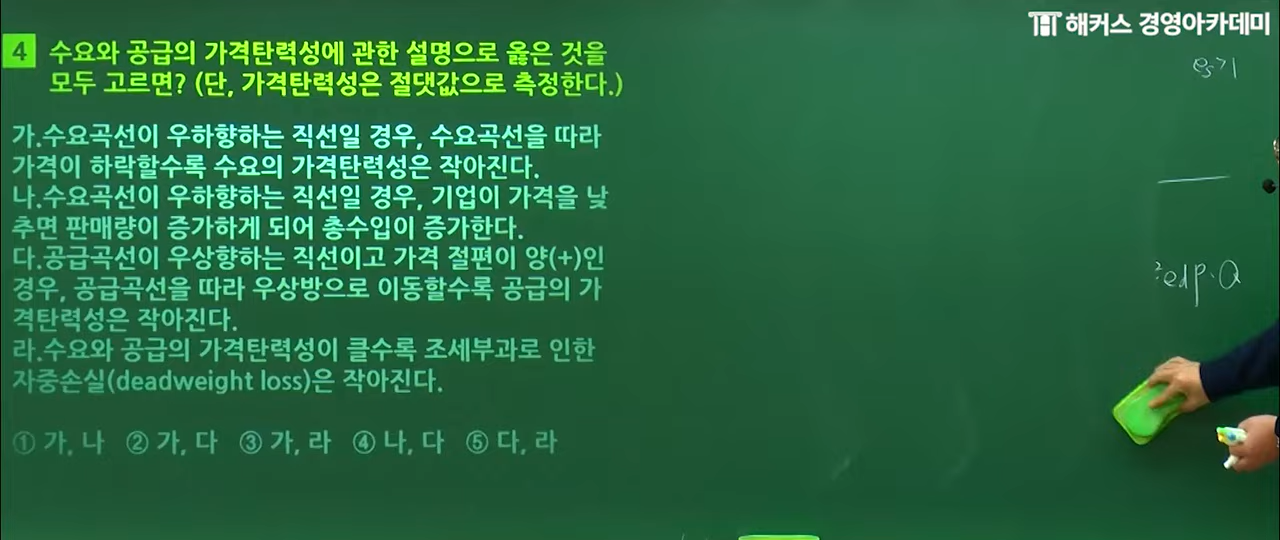 해커스 경영아카데미
4 수요와 공급의 가격탄력성에 관한 설명으로 옳은 것을
모두 고르면? (단, 가격탄력성은 절댓값으로 측정한다.)
가.수요곡선이 우하향하는 직선일 경우, 수요곡선을 따라
가격이 하락할수록 수요의 가격탄력성은 작아진다.
나.수요곡선이 우하향하는 직선일 경우, 기업이 가격을 낮
추면 판매량이 증가하게 되어 총수입이 증가한다.
다.공급곡선이 우상향하는 직선이고 가격 절편이 양(+)인
경우, 공급곡선을 따라 우상방으로 이동할수록 공급의 가
격탄력성은 작아진다.
라.수요와 공급의 가격탄력성이 클수록 조세부과로 인한
자중손실(deadweight loss)은 작아진다.
① 가, 나 ② 가, 다 ③ 가, 라 ④ 나, 다 ⑤ 다, 라